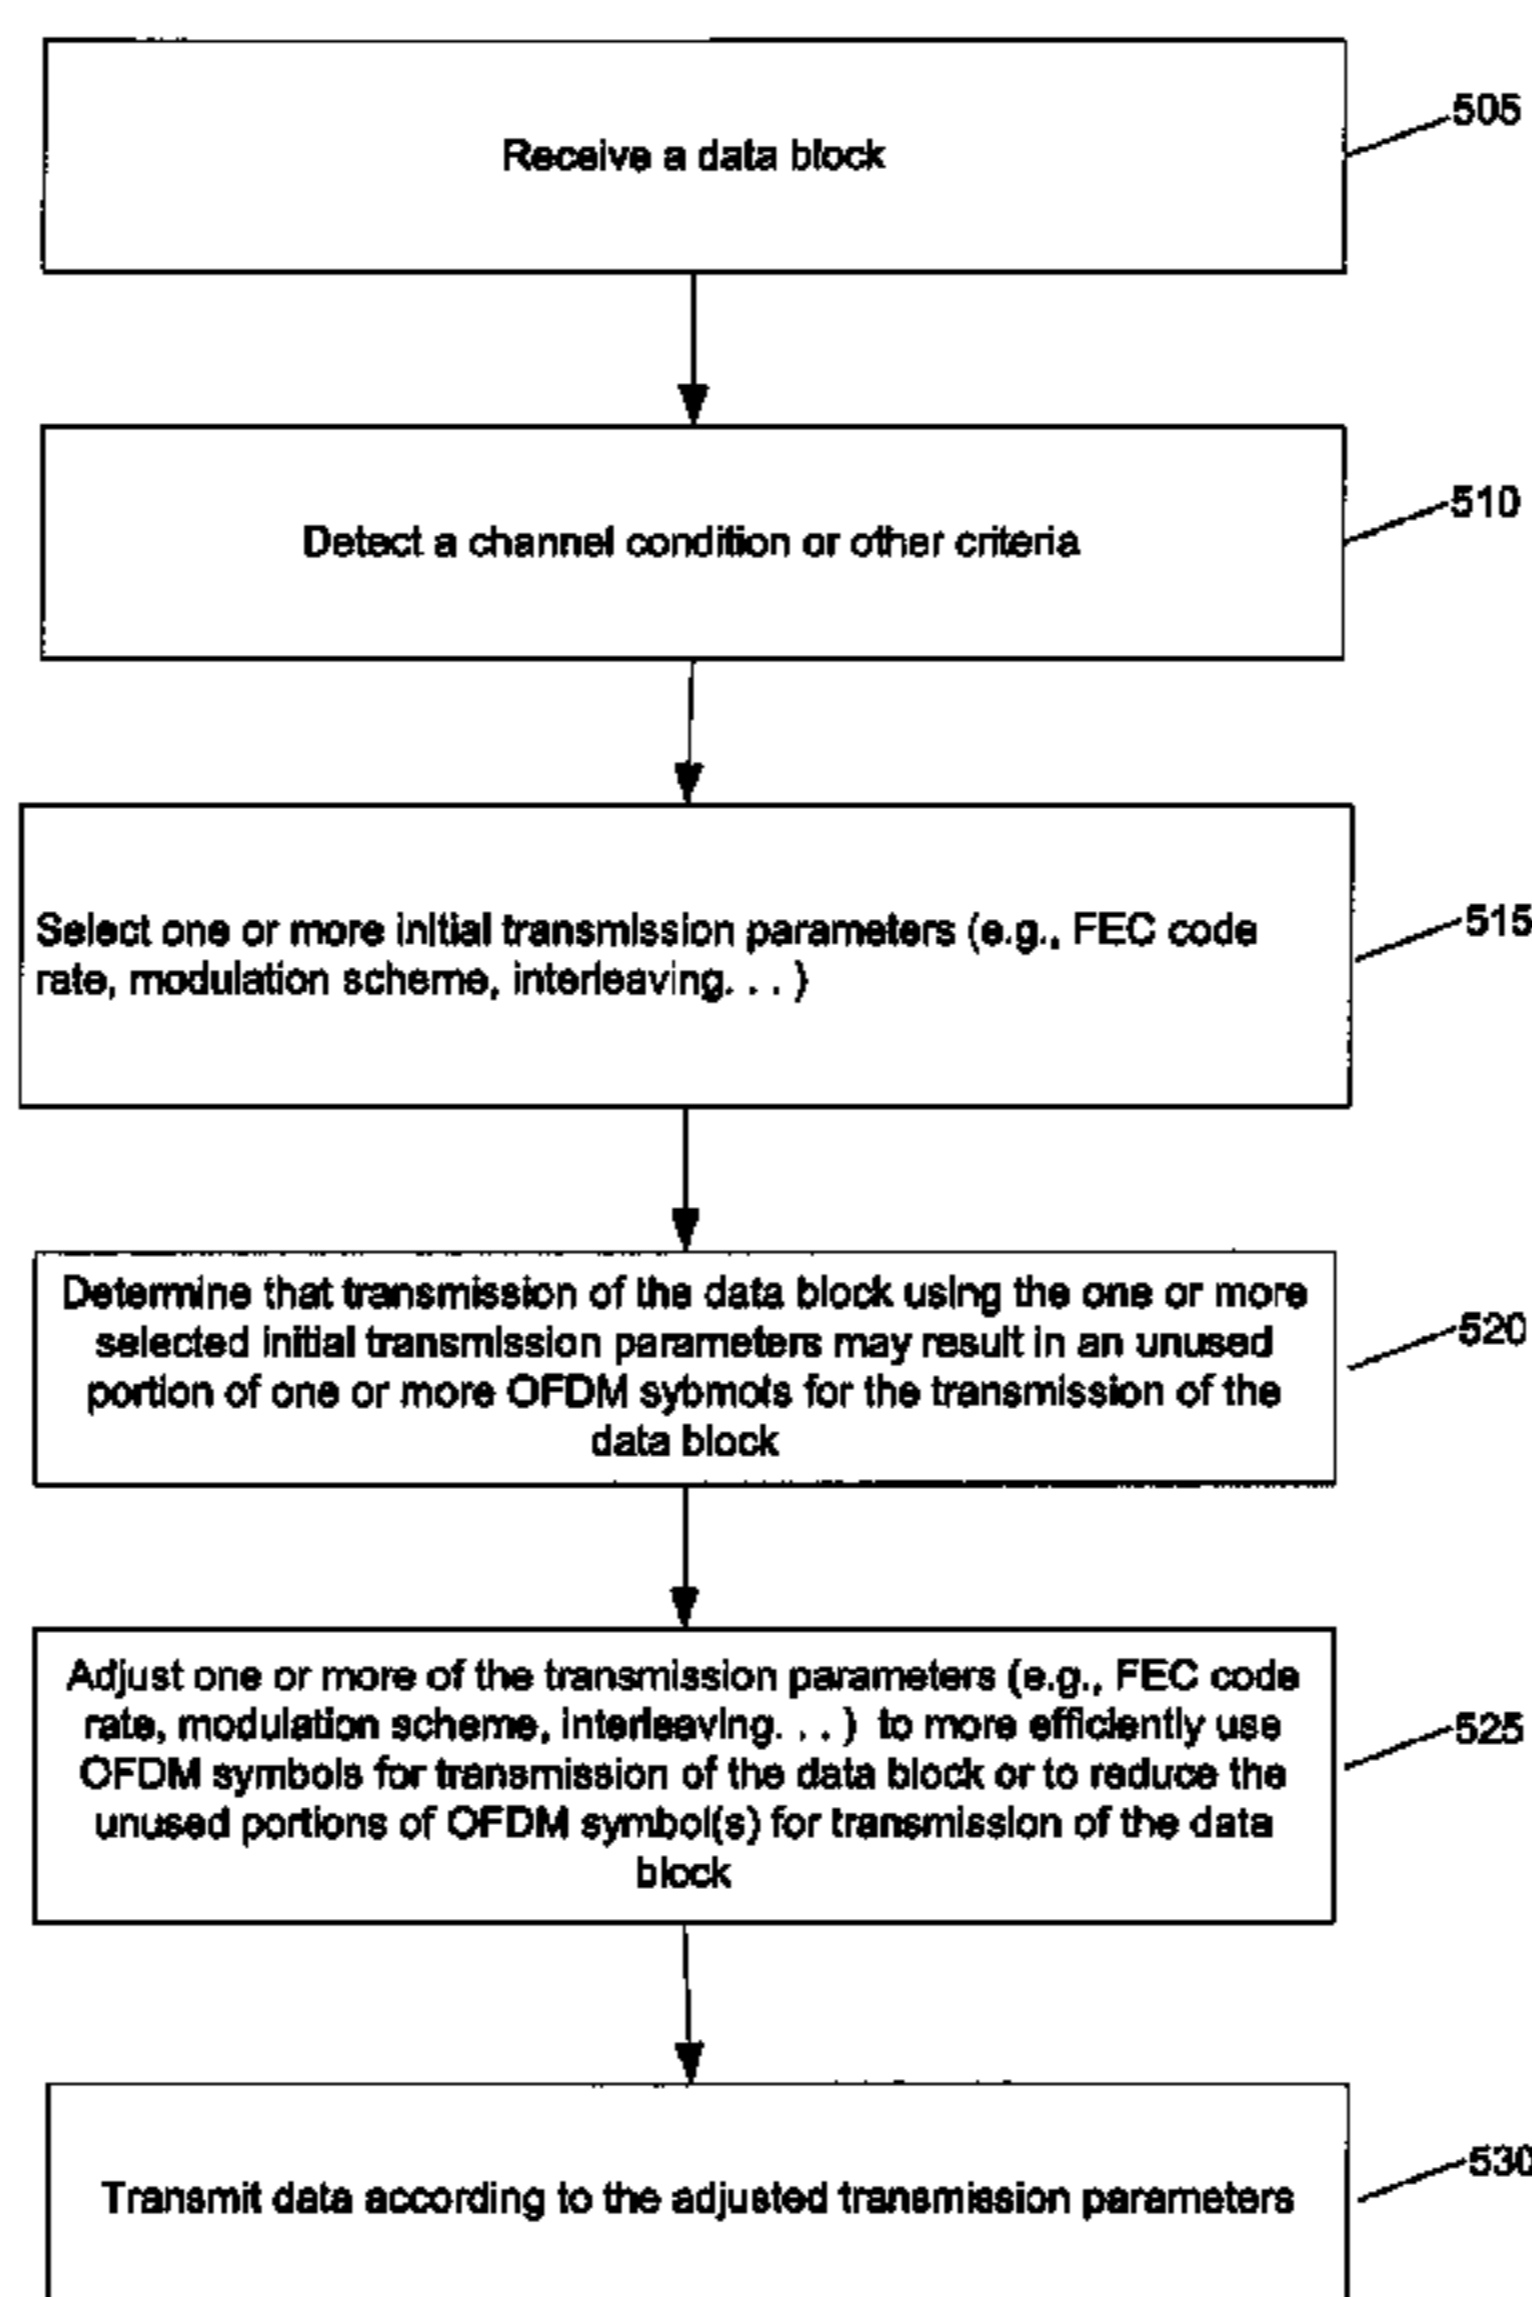 Receive a data block
505
Detect a channel condition or other criteria
510
Select one or more initial transmission parameters (e.g., FEC code
rate, modulation scheme, interleaving. . . )
515
Determine that transmission of the data block using the one or more
selected initial transmission parameters may result in an unused
portion of one or more OFDM sybmols for the transmission of the
data block
520
Adjust one or more of the transmission parameters (e.g., FEC code
rate, modulation scheme, interleaving. . . ) to more efficiently use
OFDM symbols for transmission of the data block or to reduce the
unused portions of OFDM symbol(s) for transmission of the data
block
525
Transmit data according to the adjusted transmission parameters
530